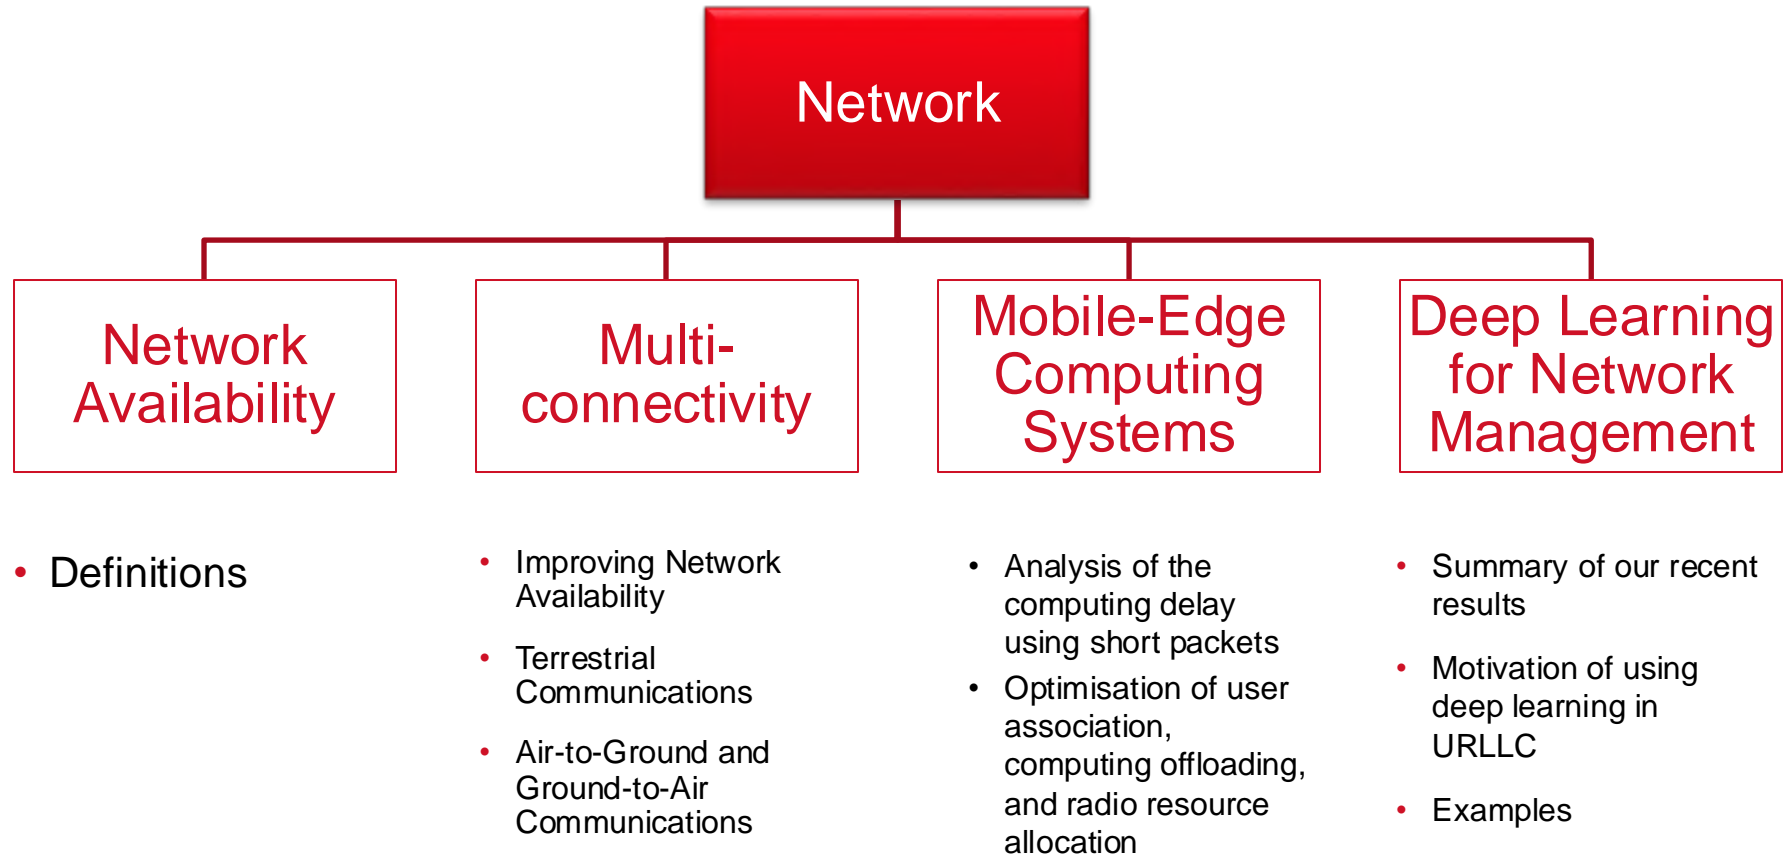 Network
Network
Availability
Multi-
connectivity
Mobile-Edge
Computing
Systems
Deep Learning
for Network
Management
• Definitions
• Improving Network
Availability
• Terrestrial
Communications
• Air-to-Ground and
Ground-to-Air
Communications
• Analysis of the
computing delay
using short packets
• Optimisation of user
association,
computing offloading,
and radio resource
allocation
• Summary of our recent
results
• Motivation of using
deep learning in
URLLC
• Examples